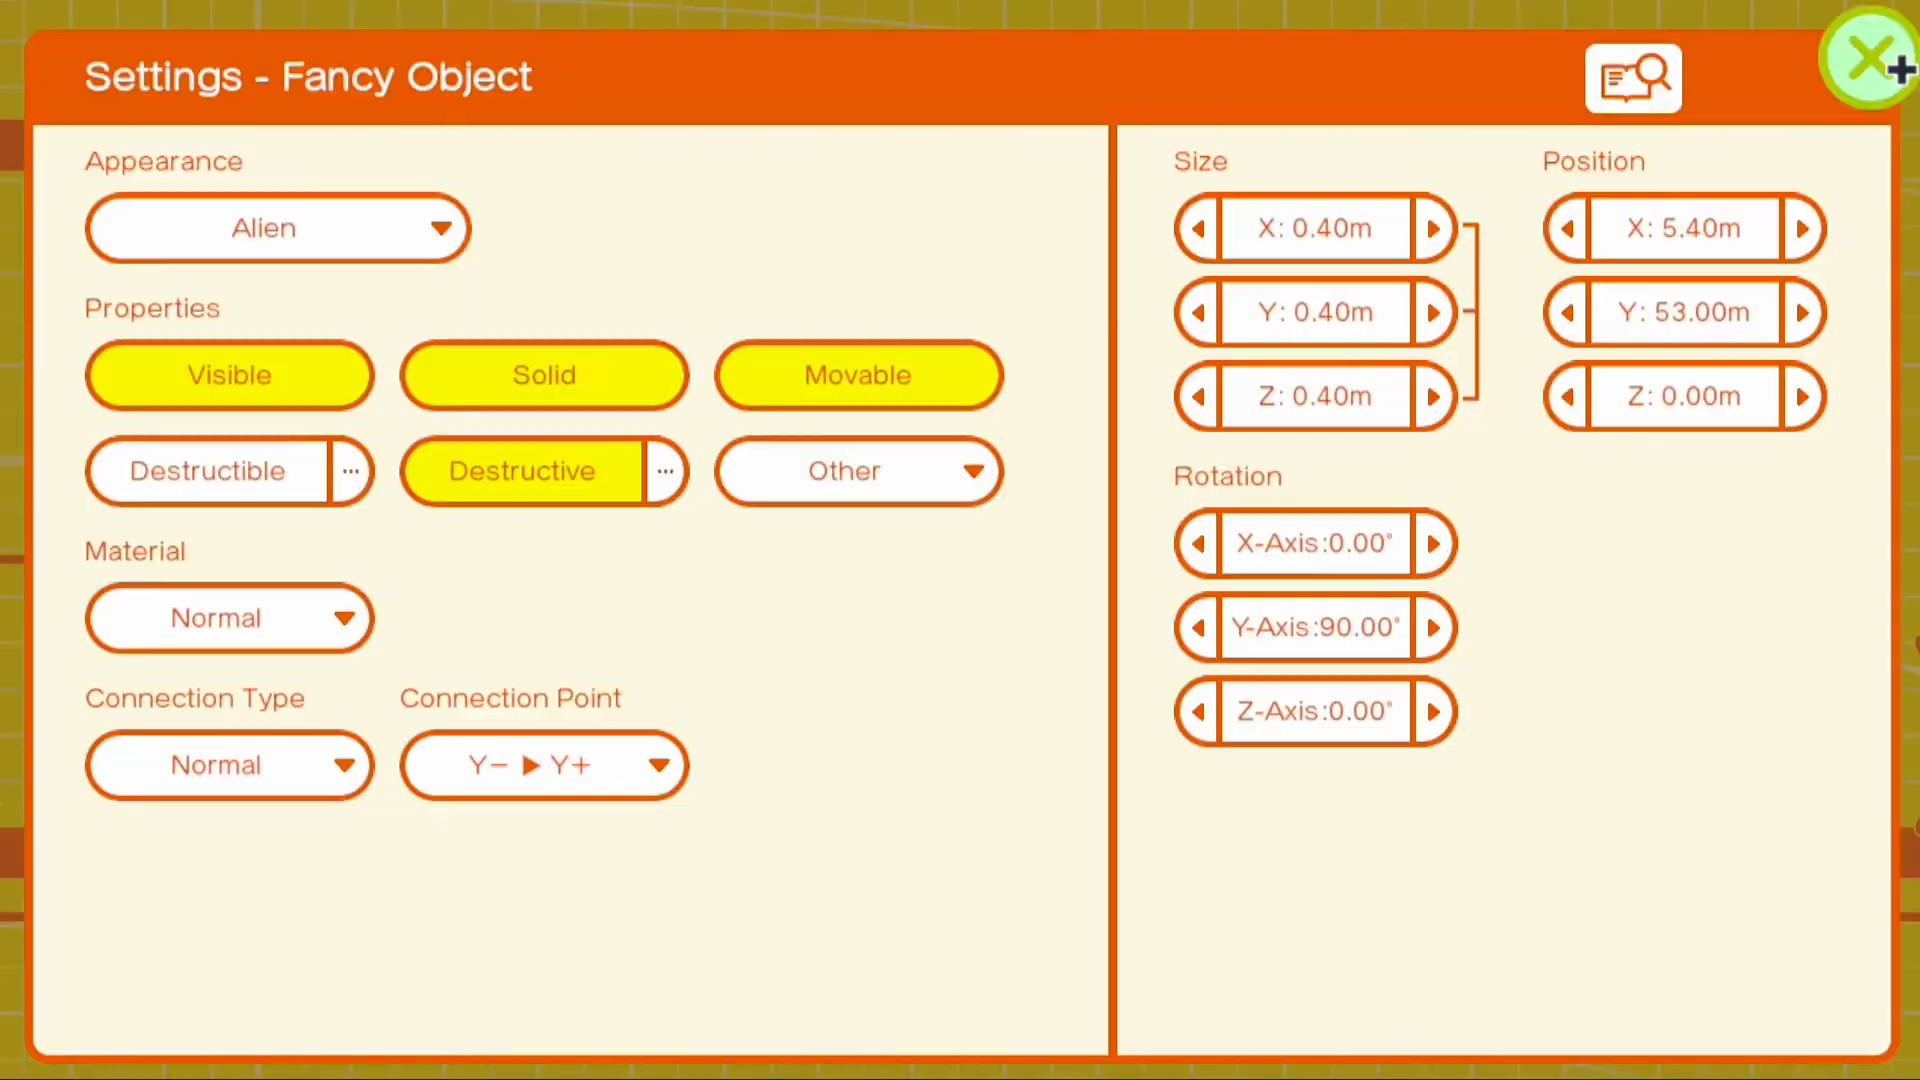 Settings - Fancy Object
Appearance
Alien
Properties
Visible
Solid
Movable
Destructible
...
Destructive
...
Other
Material
Normal
Connection Type
Connection Point
Normal
Y- ▶ Y+
Size
X: 0.40m
Y: 0.40m
Z: 0.40m
Position
X: 5.40m
Y: 53.00m
Z: 0.00m
Rotation
X-Axis:0.00°
Y-Axis:90.00°
Z-Axis:0.00°